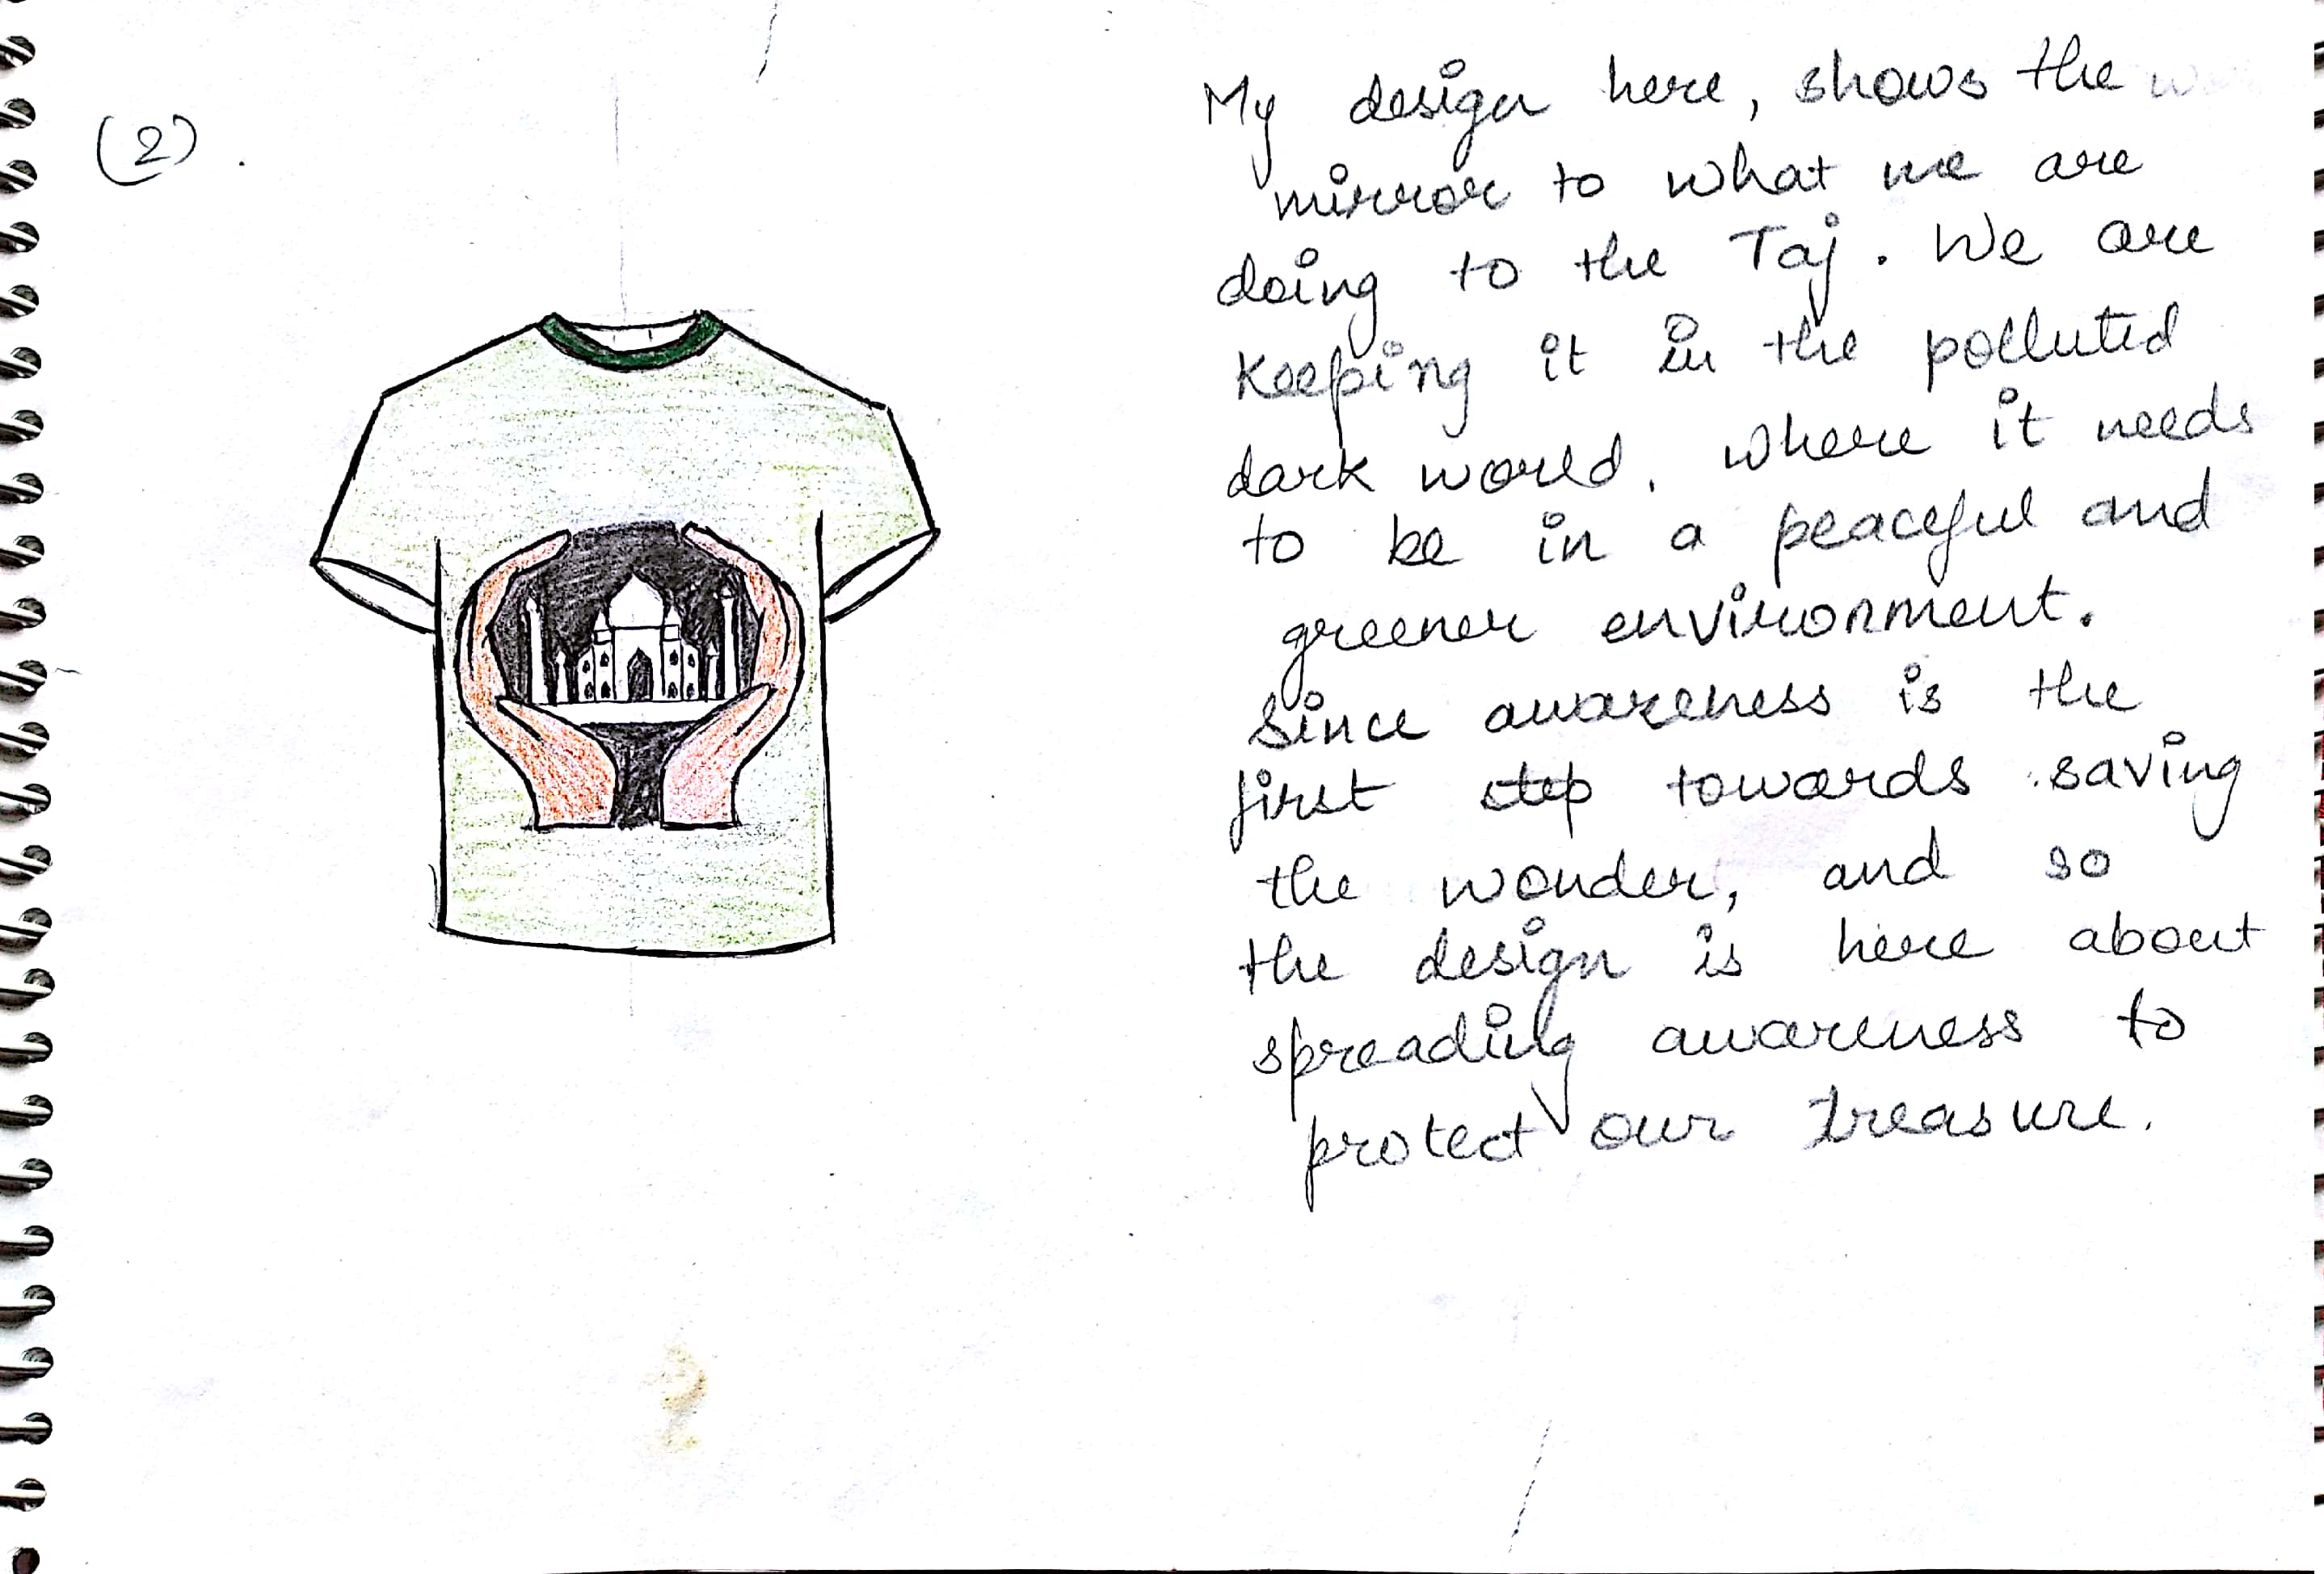 (2).
My design here, shows the
mirror to what we are
doing to the Taj. We are
keeping it in the polluted
dark world. where it needs
to be in a peaceful and
greener environment.
Since awareness is the
first step towards saving
the wonder, and so
the design is here about
spreading awareness to
protect our treasure.